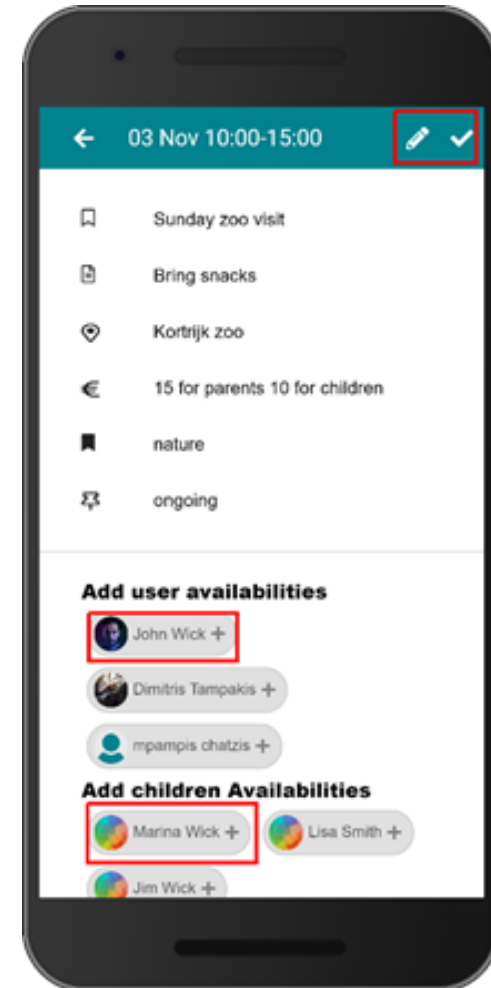 03 Nov 10:00-15:00
Sunday zoo visit
Bring snacks
Kortrijk zoo
€ 15 for parents 10 for children
nature
ongoing
Add user availabilities
John Wick +
Dimitris Tampakis +
mpampis chatzis +
Add children Availabilities
Marina Wick + Lisa Smith +
Jim Wick +